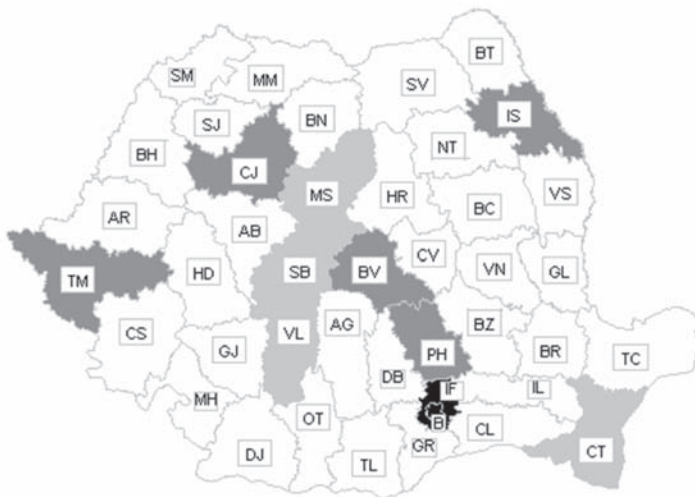 BT
SM
MM
SV
SJ
BN
IS
BH
CJ
NT
MS
HR
BC
VS
AR
AB
CV
TM
HD
SB
BV
VN
GL
CS
GJ
VL
AG
BZ
BR
TC
PH
DB
IF
IL
MH
OT
B
CL
GR
CT
DJ
TL